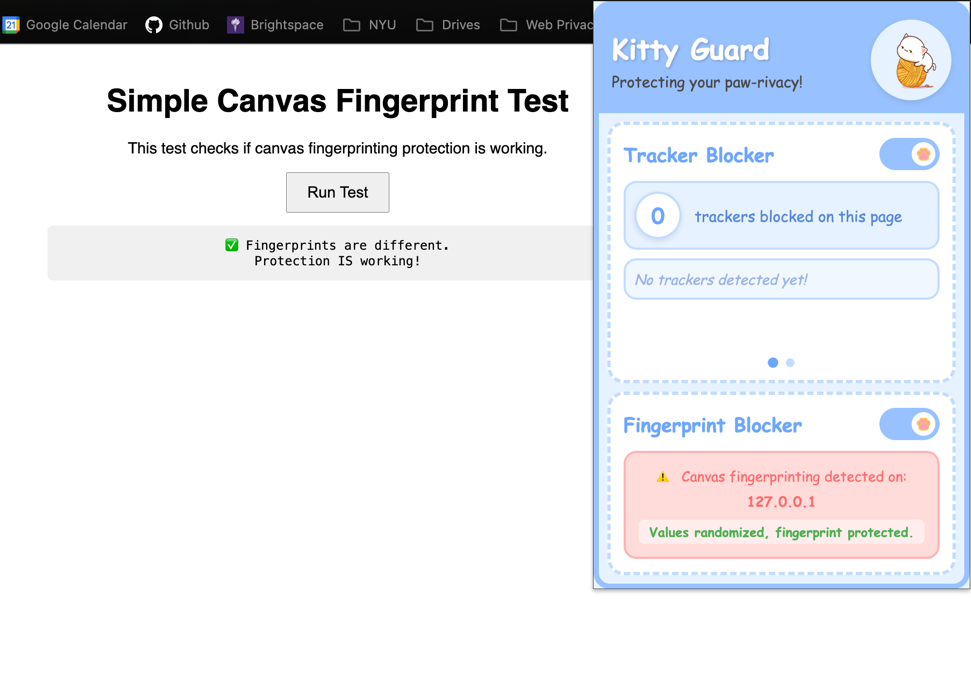 21 Google Calendar Github Brightspace NYU Drives Web Privac
Simple Canvas Fingerprint Test
This test checks if canvas fingerprinting protection is working.
Run Test
✅ Fingerprints are different.
Protection IS working!
Kitty Guard
Protecting your paw-rivacy!
Tracker Blocker
0 trackers blocked on this page
No trackers detected yet!
Fingerprint Blocker
⚠️ Canvas fingerprinting detected on:
127.0.0.1
Values randomized, fingerprint protected.